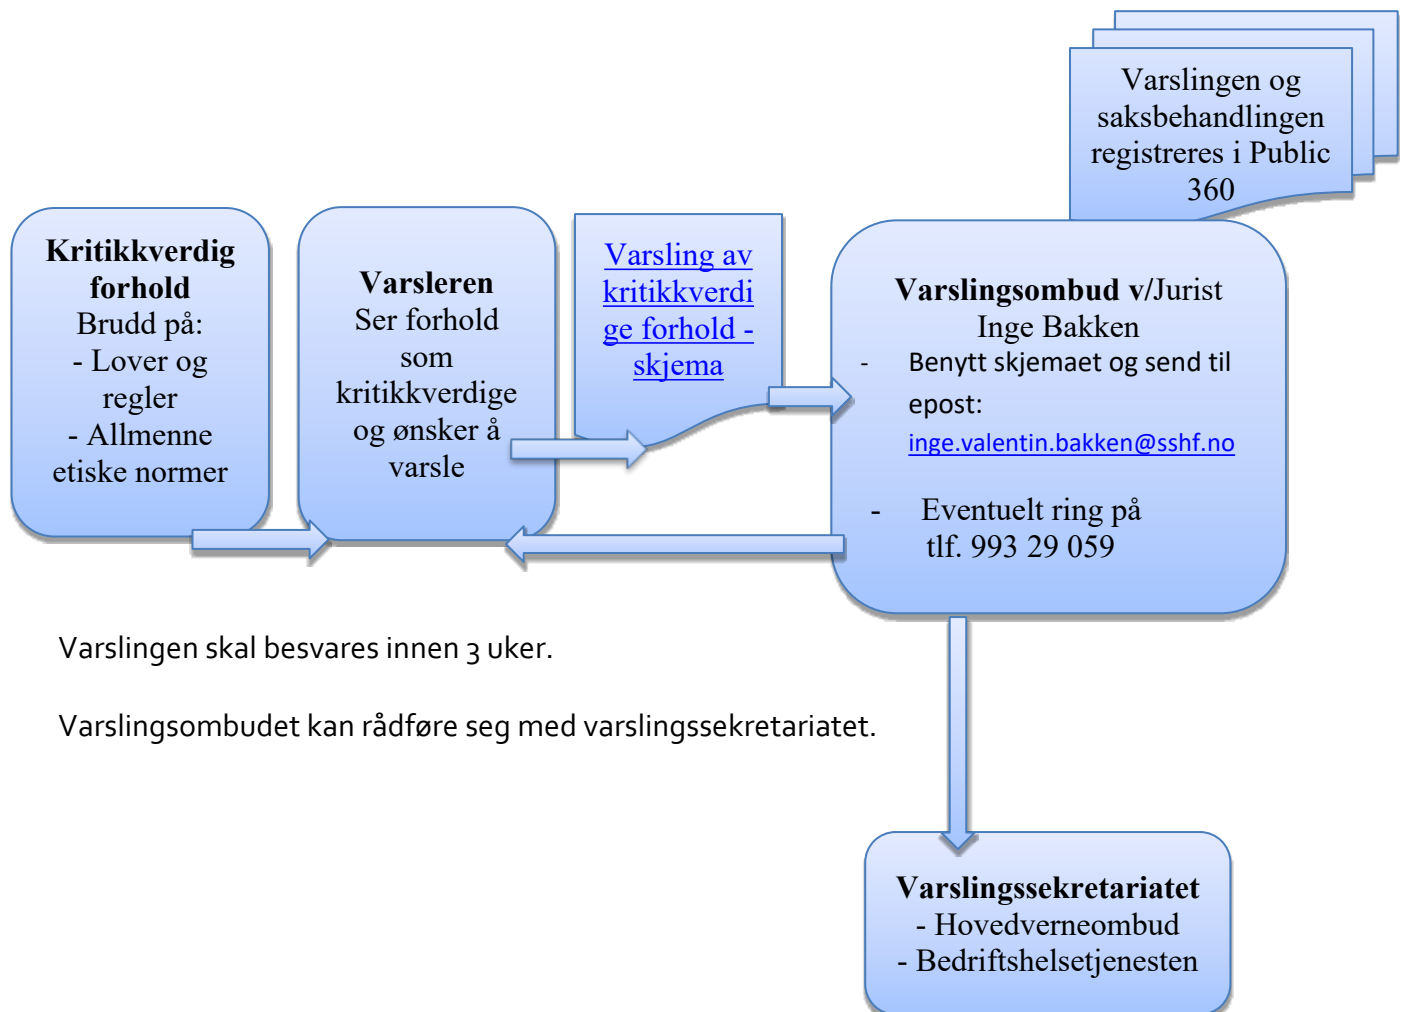 Varslingen og
saksbehandlingen
registreres i Public
360
Kritikkverdig
forhold
Brudd på:
- Lover og
regler
- Allmenne
etiske normer
Varsleren
Ser forhold
som
kritikkverdige
og ønsker å
varsle
Varsling av
kritikkverdi
ge forhold -
skjema
Varslingsombud v/Jurist
Inge Bakken
- Benytt skjemaet og send til
epost:
inge.valentin.bakken@sshf.no
- Eventuelt ring på
tlf. 993 29 059
Varslingen skal besvares innen 3 uker.
Varslingsombudet kan rådføre seg med varslingssekretariatet.
Varslingssekretariatet
- Hovedverneombud
- Bedriftshelsetjenesten